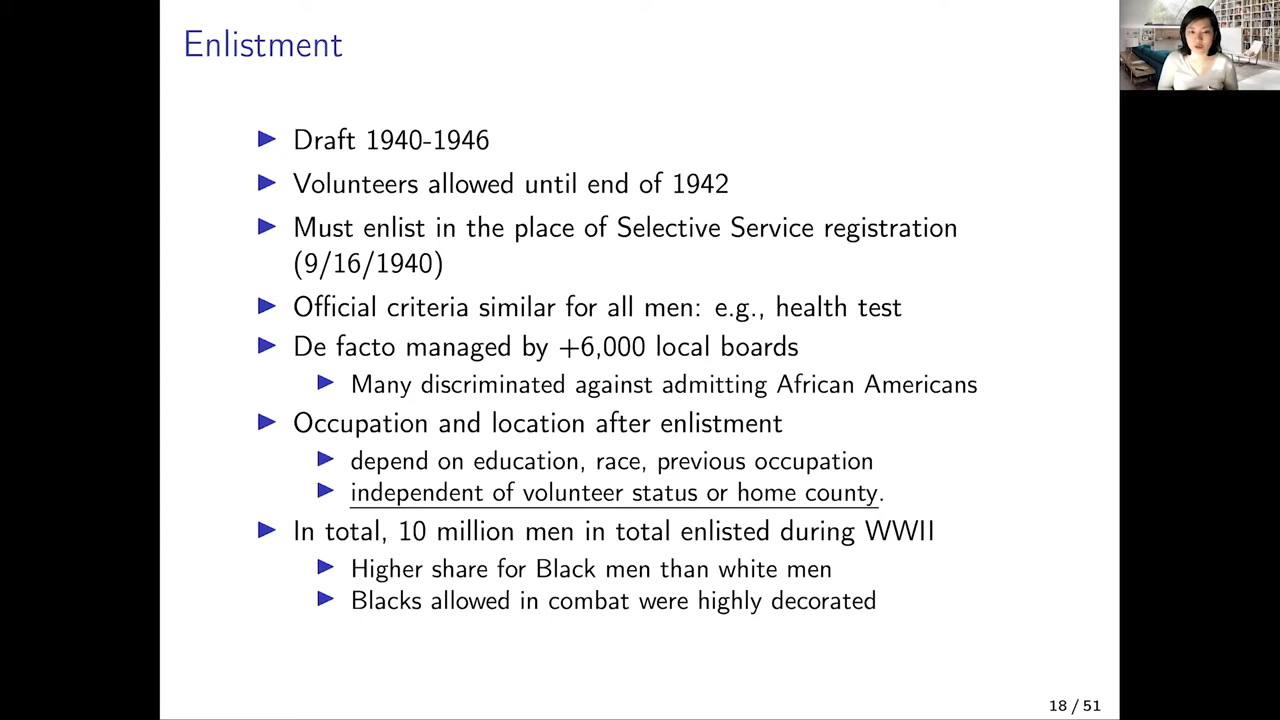 Enlistment
▶ Draft 1940-1946
▶ Volunteers allowed until end of 1942
▶ Must enlist in the place of Selective Service registration
(9/16/1940)
▶ Official criteria similar for all men: e.g., health test
▶ De facto managed by +6,000 local boards
▶ Many discriminated against admitting African Americans
▶ Occupation and location after enlistment
▶ depend on education, race, previous occupation
▶ independent of volunteer status or home county.
▶ In total, 10 million men in total enlisted during WWII
▶ Higher share for Black men than white men
▶ Blacks allowed in combat were highly decorated
18 / 51